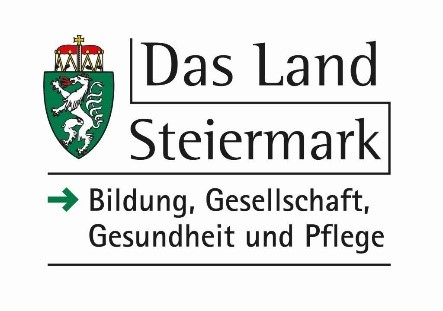 Das Land
Steiermark
Bildung, Gesellschaft,
Gesundheit und Pflege